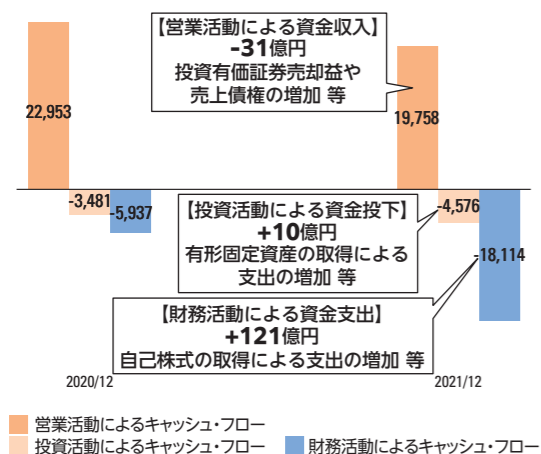 【営業活動による資金収入】
-31億円
投資有価証券売却益や
売上債権の増加 等
22,953
19,758
-3,481
-5,937
-4,576
-18,114
【投資活動による資金投下】
+10億円
有形固定資産の取得による
支出の増加 等
【財務活動による資金支出】
+121億円
自己株式の取得による支出の増加 等
2020/12
2021/12
営業活動によるキャッシュ・フロー
投資活動によるキャッシュ・フロー
財務活動によるキャッシュ・フロー